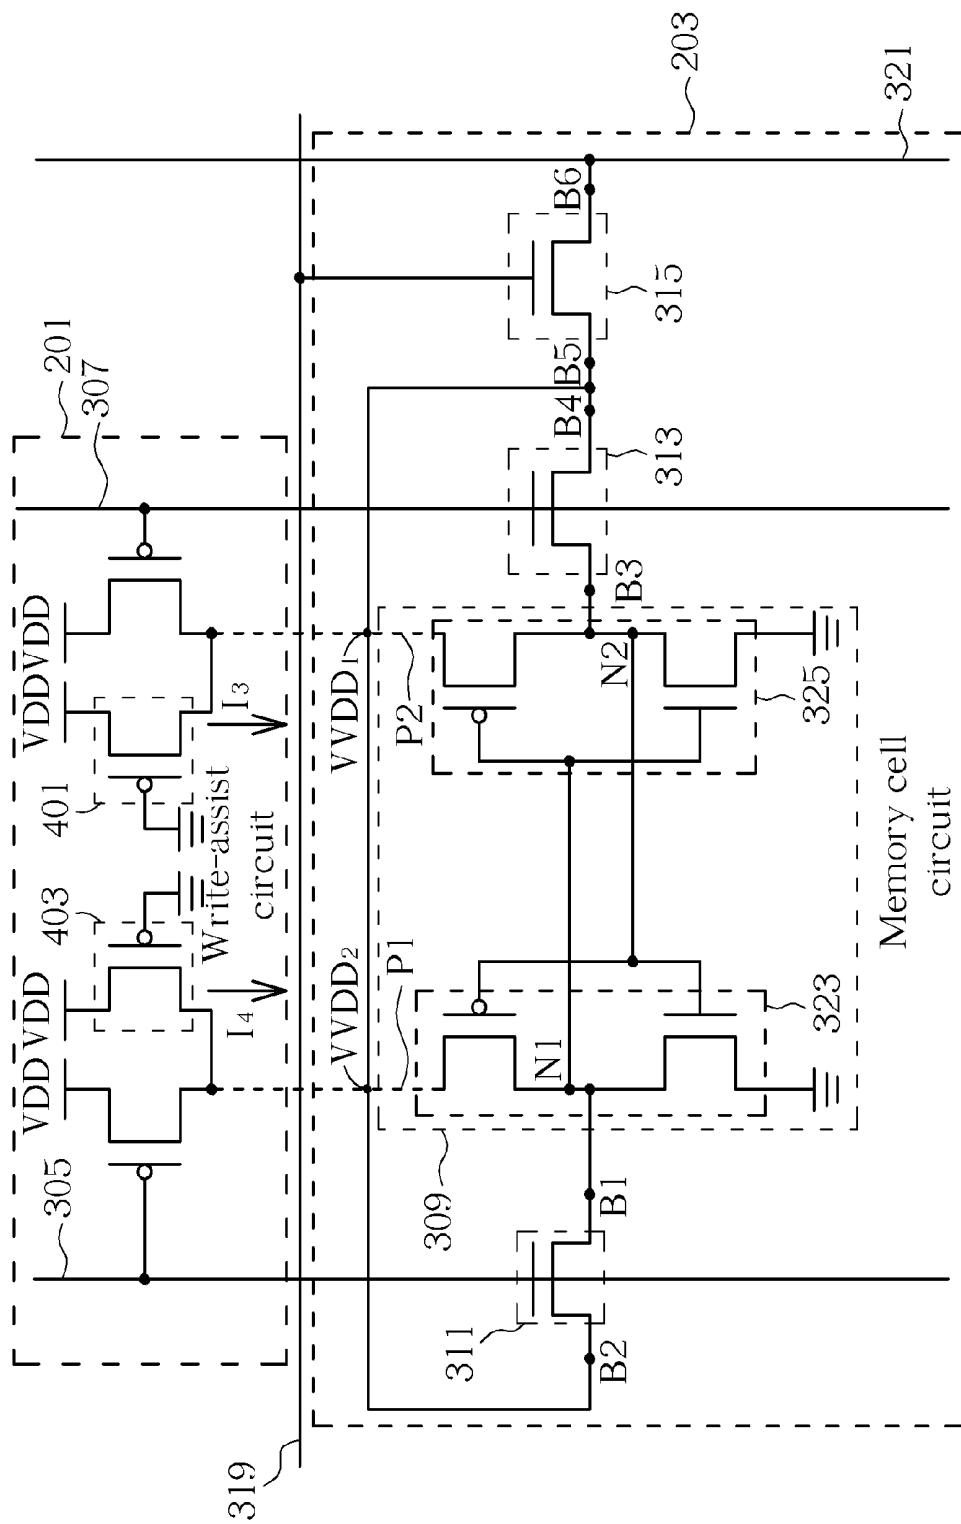 203
321
201
307
VDD
VDD
VDD
VDD
401
403
305
I3
I4
Write-assist
circuit
319
VVDD1
VVDD2
P2
P1
B6
315
B5
B4
313
B3
N2
325
N1
323
309
B1
311
B2
Memory cell
circuit